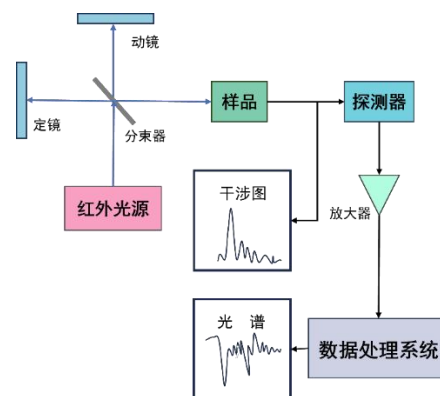 动镜
定镜
分束器
样品
探测器
红外光源
干涉图
放大器
光 谱
数据处理系统